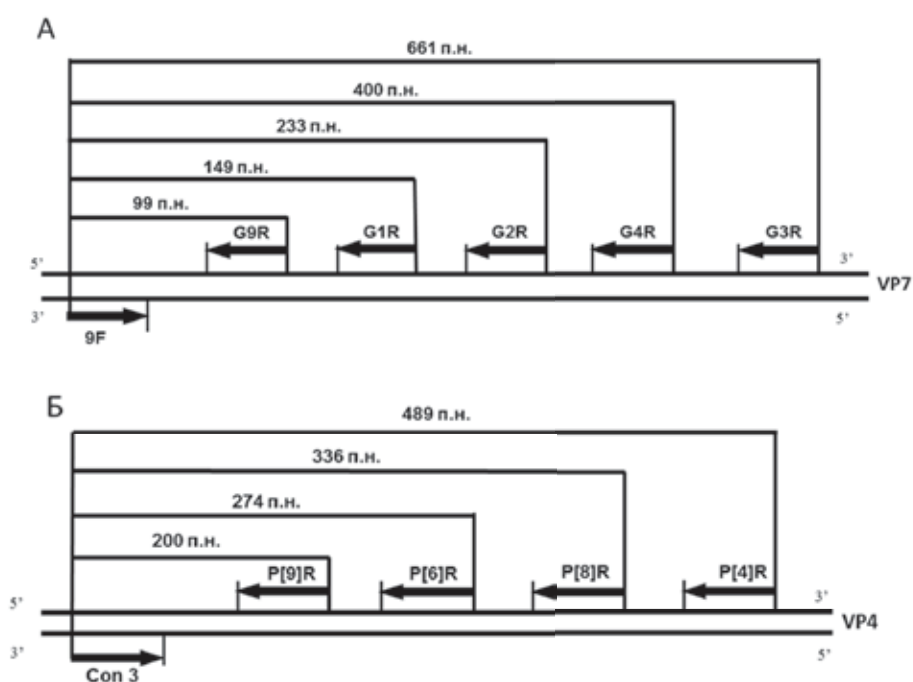 А
661 п.н.
400 п.н.
233 п.н.
149 п.н.
99 п.н.
G9R
G1R
G2R
G4R
G3R
5’
3’
VP7
3’
5’
9F
Б
489 п.н.
336 п.н.
274 п.н.
200 п.н.
P[9]R
P[6]R
P[8]R
P[4]R
5’
3’
VP4
3’
5’
Con 3